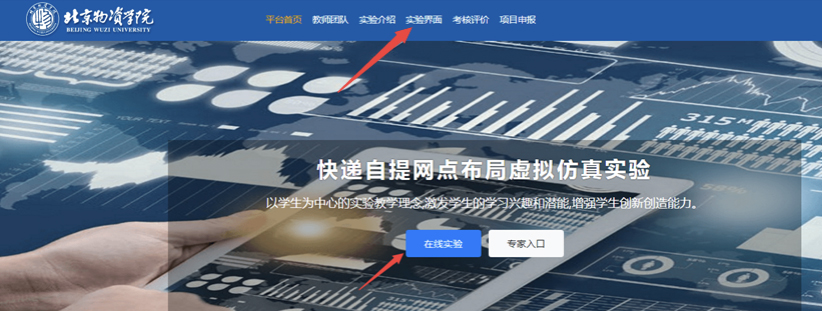 北京物资学院
BEIJING WUZI UNIVERSITY
平台首页 教师团队 实验介绍 实验界面 考核评价 项目申报
YOUR TEXT
315M
58%
快递自提网点布局虚拟仿真实验
以学生为中心的实验教学理念,激发学生的学习兴趣和潜能,增强学生创新创造能力。
在线实验 专家入口